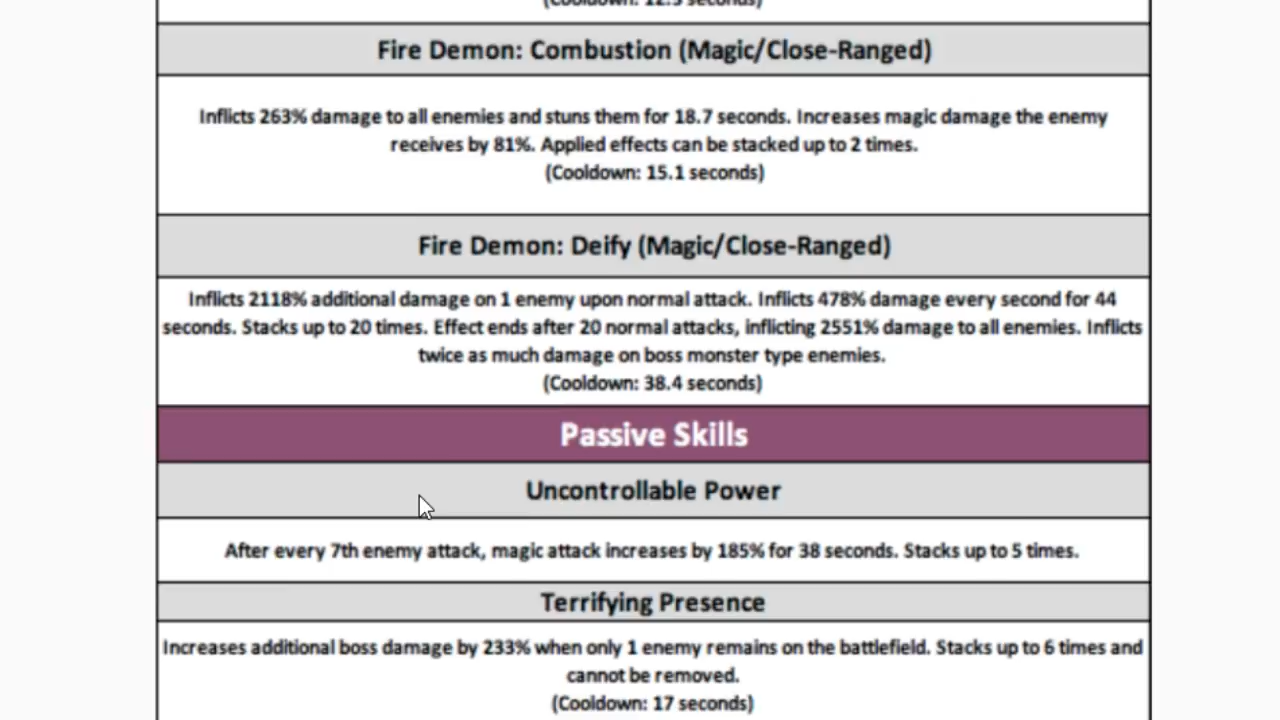 (Cooldown: 12.5 seconds)
Fire Demon: Combustion (Magic/Close-Ranged)
Inflicts 263% damage to all enemies and stuns them for 18.7 seconds. Increases magic damage the enemy
receives by 81%. Applied effects can be stacked up to 2 times.
(Cooldown: 15.1 seconds)
Fire Demon: Deify (Magic/Close-Ranged)
Inflicts 2118% additional damage on 1 enemy upon normal attack. Inflicts 478% damage every second for 44
seconds. Stacks up to 20 times. Effect ends after 20 normal attacks, inflicting 2551% damage to all enemies. Inflicts
twice as much damage on boss monster type enemies.
(Cooldown: 38.4 seconds)
Passive Skills
Uncontrollable Power
After every 7th enemy attack, magic attack increases by 185% for 38 seconds. Stacks up to 5 times.
Terrifying Presence
Increases additional boss damage by 233% when only 1 enemy remains on the battlefield. Stacks up to 6 times and
cannot be removed.
(Cooldown: 17 seconds)